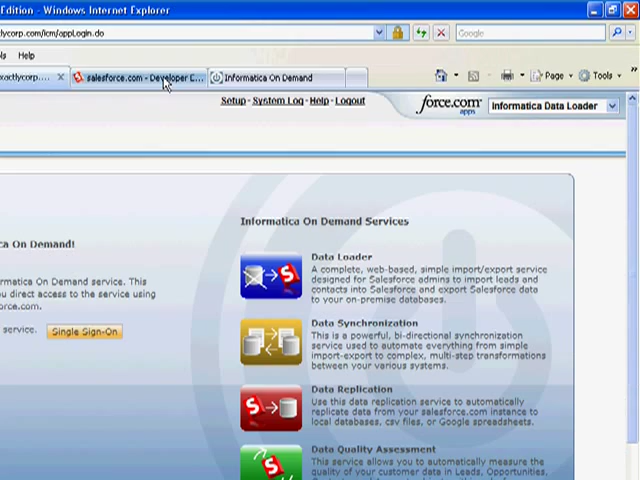 Edition - Windows Internet Explorer
lycorp.com/icm/appLogin.do
Google
ls Help
xactlycorp.... salesforce.com - Developer E... Informatica On Demand
Page Tools
Setup - System Log - Help - Logout
force.com
apps
Informatica Data Loader
Informatica On Demand Services
ca On Demand!
Data Loader
A complete, web-based, simple import/export service
designed for Salesforce admins to import leads and
contacts into Salesforce and export Salesforce data
to your on-premise databases.
rmatica On Demand service. This
u direct access to the service using
orce.com.
service. Single Sign-On
Data Synchronization
This is a powerful, bi-directional synchronization
service used to automate everything from simple
import-export to complex, multi-step transformations
between your various systems.
Data Replication
Use this data replication service to automatically
replicate data from your salesforce.com instance to
local databases, csv files, or Google spreadsheets.
Data Quality Assessment
This service allows you to automatically measure the
quality of your customer data in Leads, Opportunities,